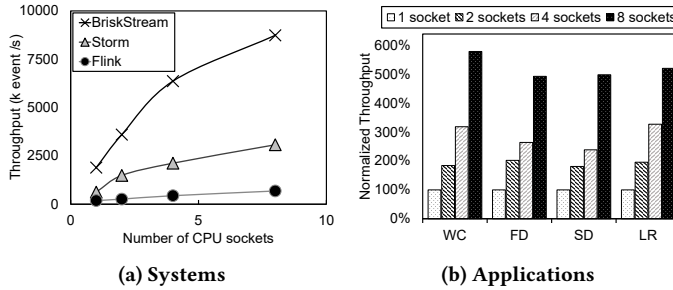 10000
7500
5000
2500
0
Throughput (k event /s)
BriskStream
Storm
Flink
0
5
10
Number of CPU sockets
(a) Systems
1 socket 2 sockets 4 sockets 8 sockets
600%
500%
400%
300%
200%
100%
0%
Normalized Throughput
WC FD SD LR
(b) Applications